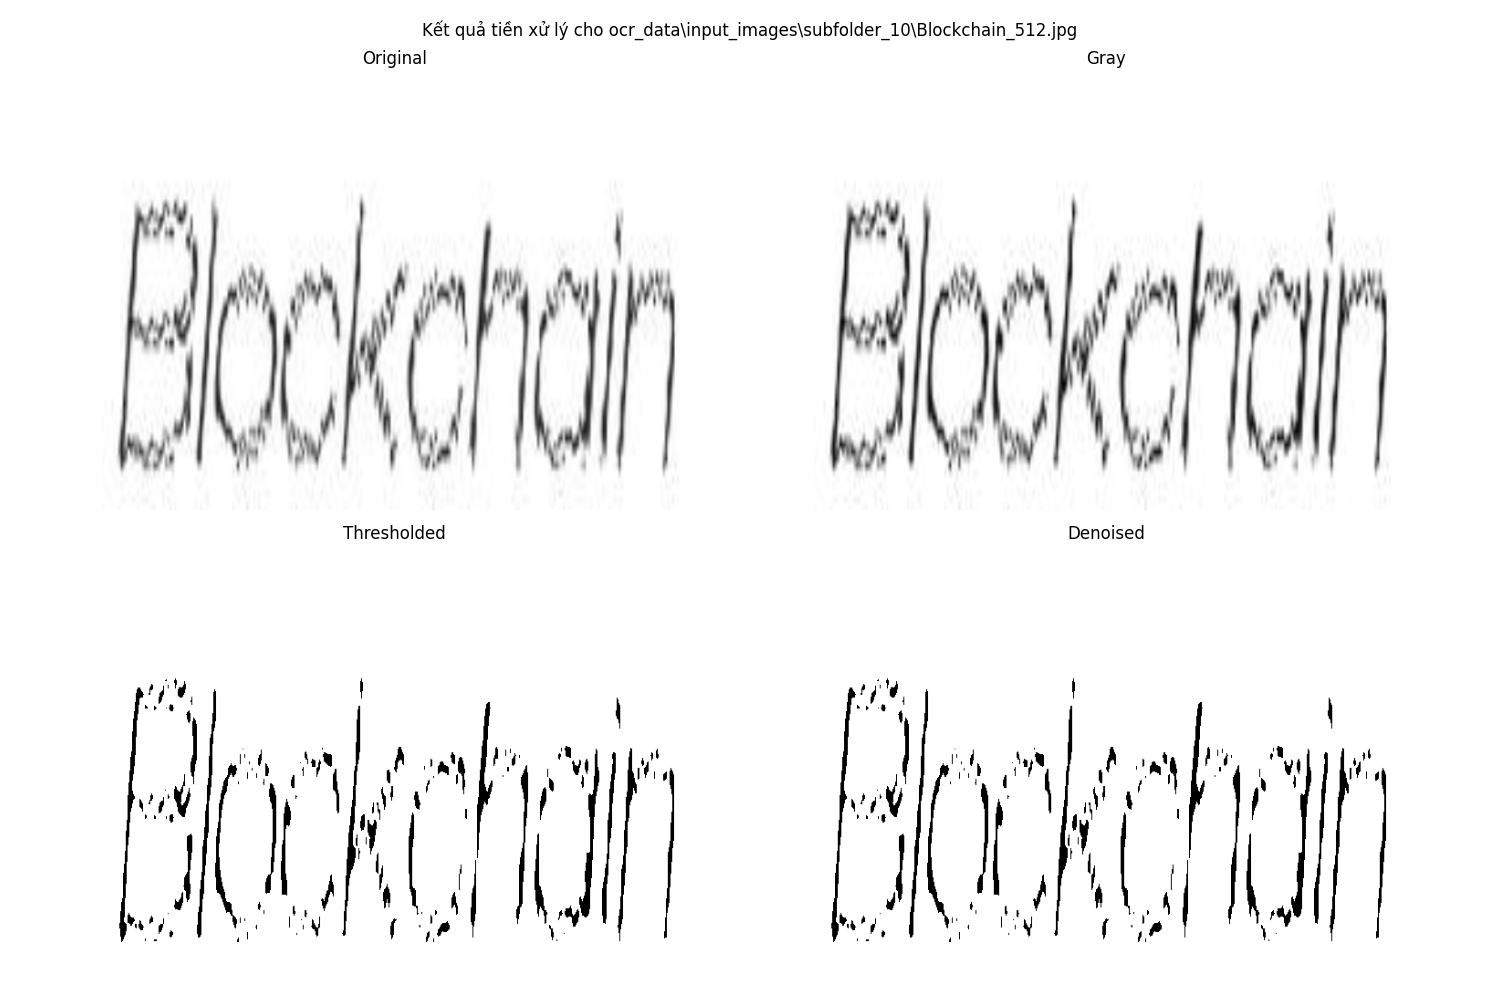 Kết quả tiền xử lý cho ocr_data\input_images\subfolder_10\Blockchain_512.jpg
Original
Gray
Blockchain
Blockchain
Thresholded
Denoised
Blockchain
Blockchain